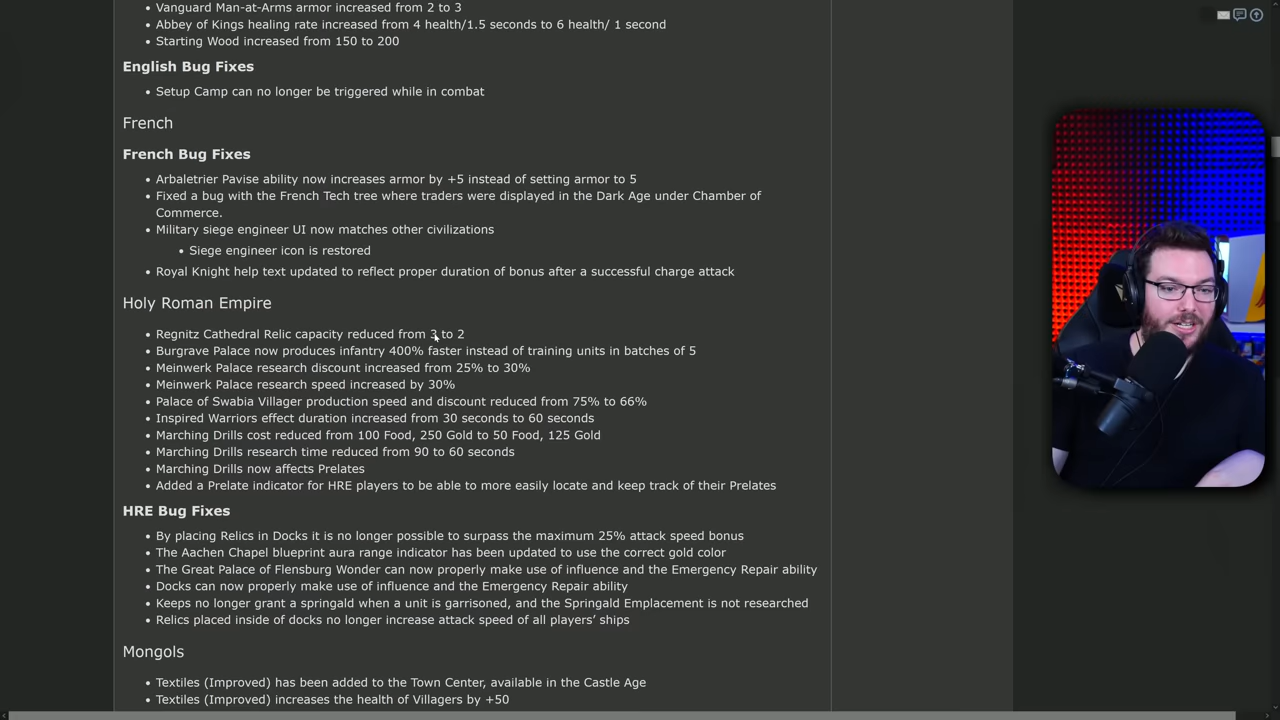 Vanguard Man-at-Arms armor increased from 2 to 3
Abbey of Kings healing rate increased from 4 health/1.5 seconds to 6 health/ 1 second
Starting Wood increased from 150 to 200
English Bug Fixes
Setup Camp can no longer be triggered while in combat
French
French Bug Fixes
Arbaletrier Pavise ability now increases armor by +5 instead of setting armor to 5
Fixed a bug with the French Tech tree where traders were displayed in the Dark Age under Chamber of
Commerce.
Military siege engineer UI now matches other civilizations
Siege engineer icon is restored
Royal Knight help text updated to reflect proper duration of bonus after a successful charge attack
Holy Roman Empire
Regnitz Cathedral Relic capacity reduced from 3 to 2
Burgrave Palace now produces infantry 400% faster instead of training units in batches of 5
Meinwerk Palace research discount increased from 25% to 30%
Meinwerk Palace research speed increased by 30%
Palace of Swabia Villager production speed and discount reduced from 75% to 66%
Inspired Warriors effect duration increased from 30 seconds to 60 seconds
Marching Drills cost reduced from 100 Food, 250 Gold to 50 Food, 125 Gold
Marching Drills research time reduced from 90 to 60 seconds
Marching Drills now affects Prelates
Added a Prelate indicator for HRE players to be able to more easily locate and keep track of their Prelates
HRE Bug Fixes
By placing Relics in Docks it is no longer possible to surpass the maximum 25% attack speed bonus
The Aachen Chapel blueprint aura range indicator has been updated to use the correct gold color
The Great Palace of Flensburg Wonder can now properly make use of influence and the Emergency Repair ability
Docks can now properly make use of influence and the Emergency Repair ability
Keeps no longer grant a springald when a unit is garrisoned, and the Springald Emplacement is not researched
Relics placed inside of docks no longer increase attack speed of all players’ ships
Mongols
Textiles (Improved) has been added to the Town Center, available in the Castle Age
Textiles (Improved) increases the health of Villagers by +50